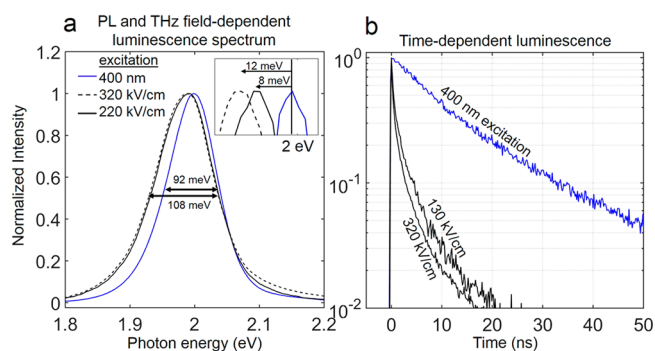 a
PL and THz field-dependent
luminescence spectrum
excitation
400 nm
320 kV/cm
220 kV/cm
12 meV
8 meV
2 eV
92 meV
108 meV
Normalized Intensity
1.2
1
0.8
0.6
0.4
0.2
0
1.8
1.9
2
2.1
2.2
Photon energy (eV)
b
Time-dependent luminescence
400 nm excitation
130 kV/cm
320 kV/cm
10⁰
10⁻¹
10⁻²
0
10
20
30
40
50
Time (ns)